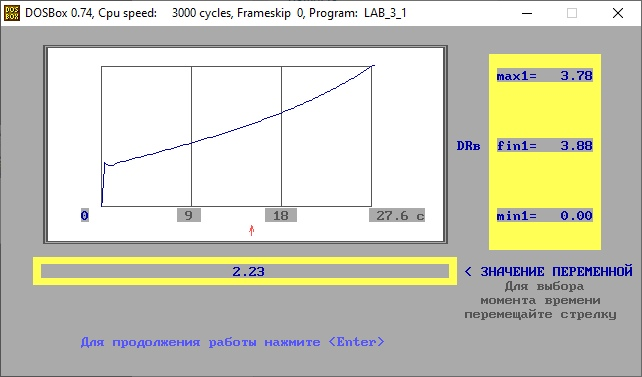 DOSBox 0.74, Cpu speed: 3000 cycles, Frameskip 0, Program: LAB_3_1
max1= 3.78
DRв fin1= 3.88
min1= 0.00
0 9 18 27.6 с
2.23 < ЗНАЧЕНИЕ ПЕРЕМЕННОЙ
Для выбора
момента времени
перемещайте стрелку
Для продолжения работы нажмите <Enter>